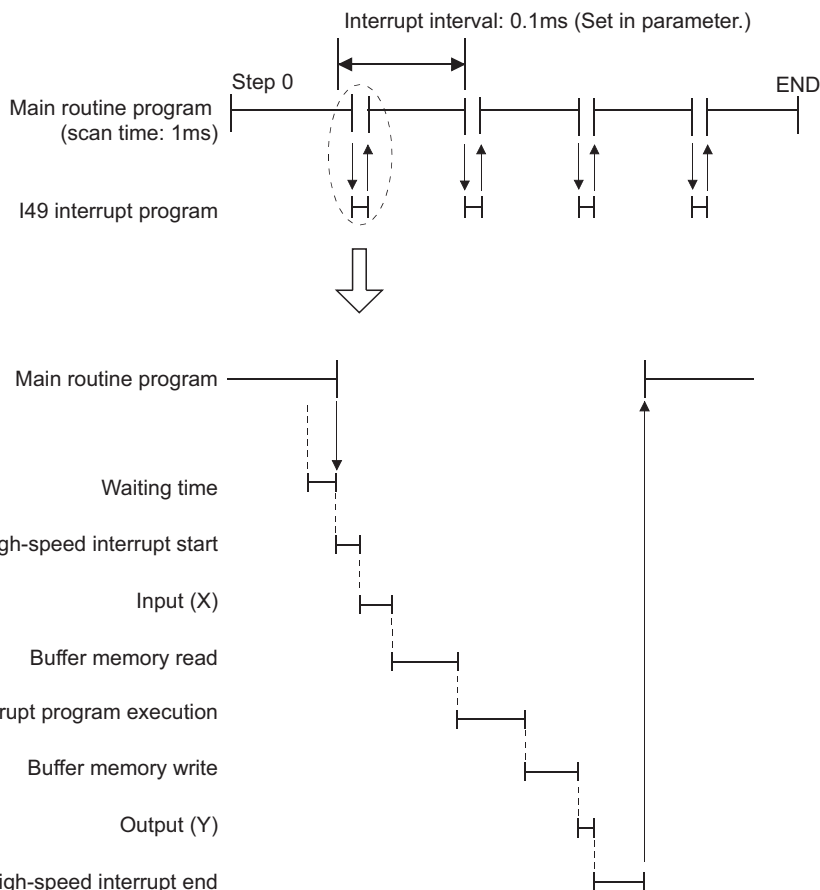 Interrupt interval: 0.1ms (Set in parameter.)
Step 0
END
Main routine program
(scan time: 1ms)
I49 interrupt program
Main routine program
Waiting time
gh-speed interrupt start
Input (X)
Buffer memory read
rupt program execution
Buffer memory write
Output (Y)
igh-speed interrupt end